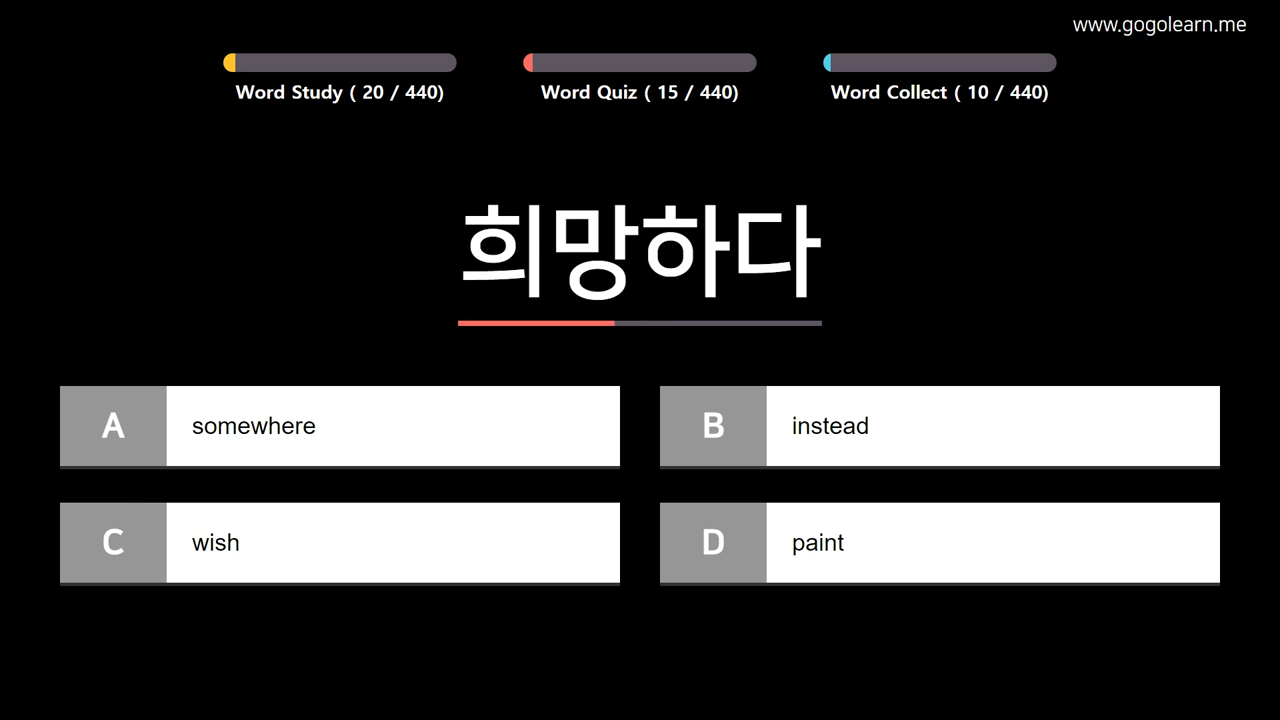 www.gogolearn.me
Word Study ( 20 / 440)
Word Quiz ( 15 / 440)
Word Collect ( 10 / 440)
희망하다
A
somewhere
B
instead
C
wish
D
paint